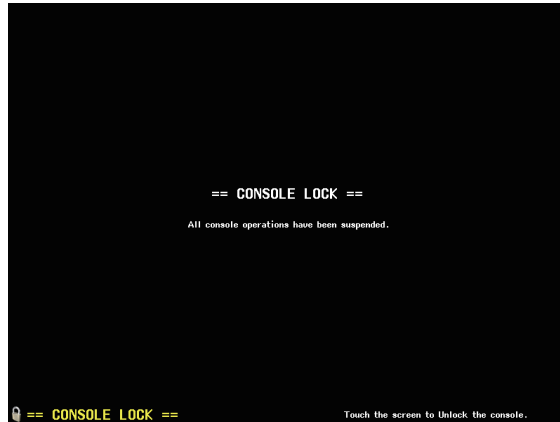 == CONSOLE LOCK ==
All console operations have been suspended.
== CONSOLE LOCK ==
Touch the screen to Unlock the console.